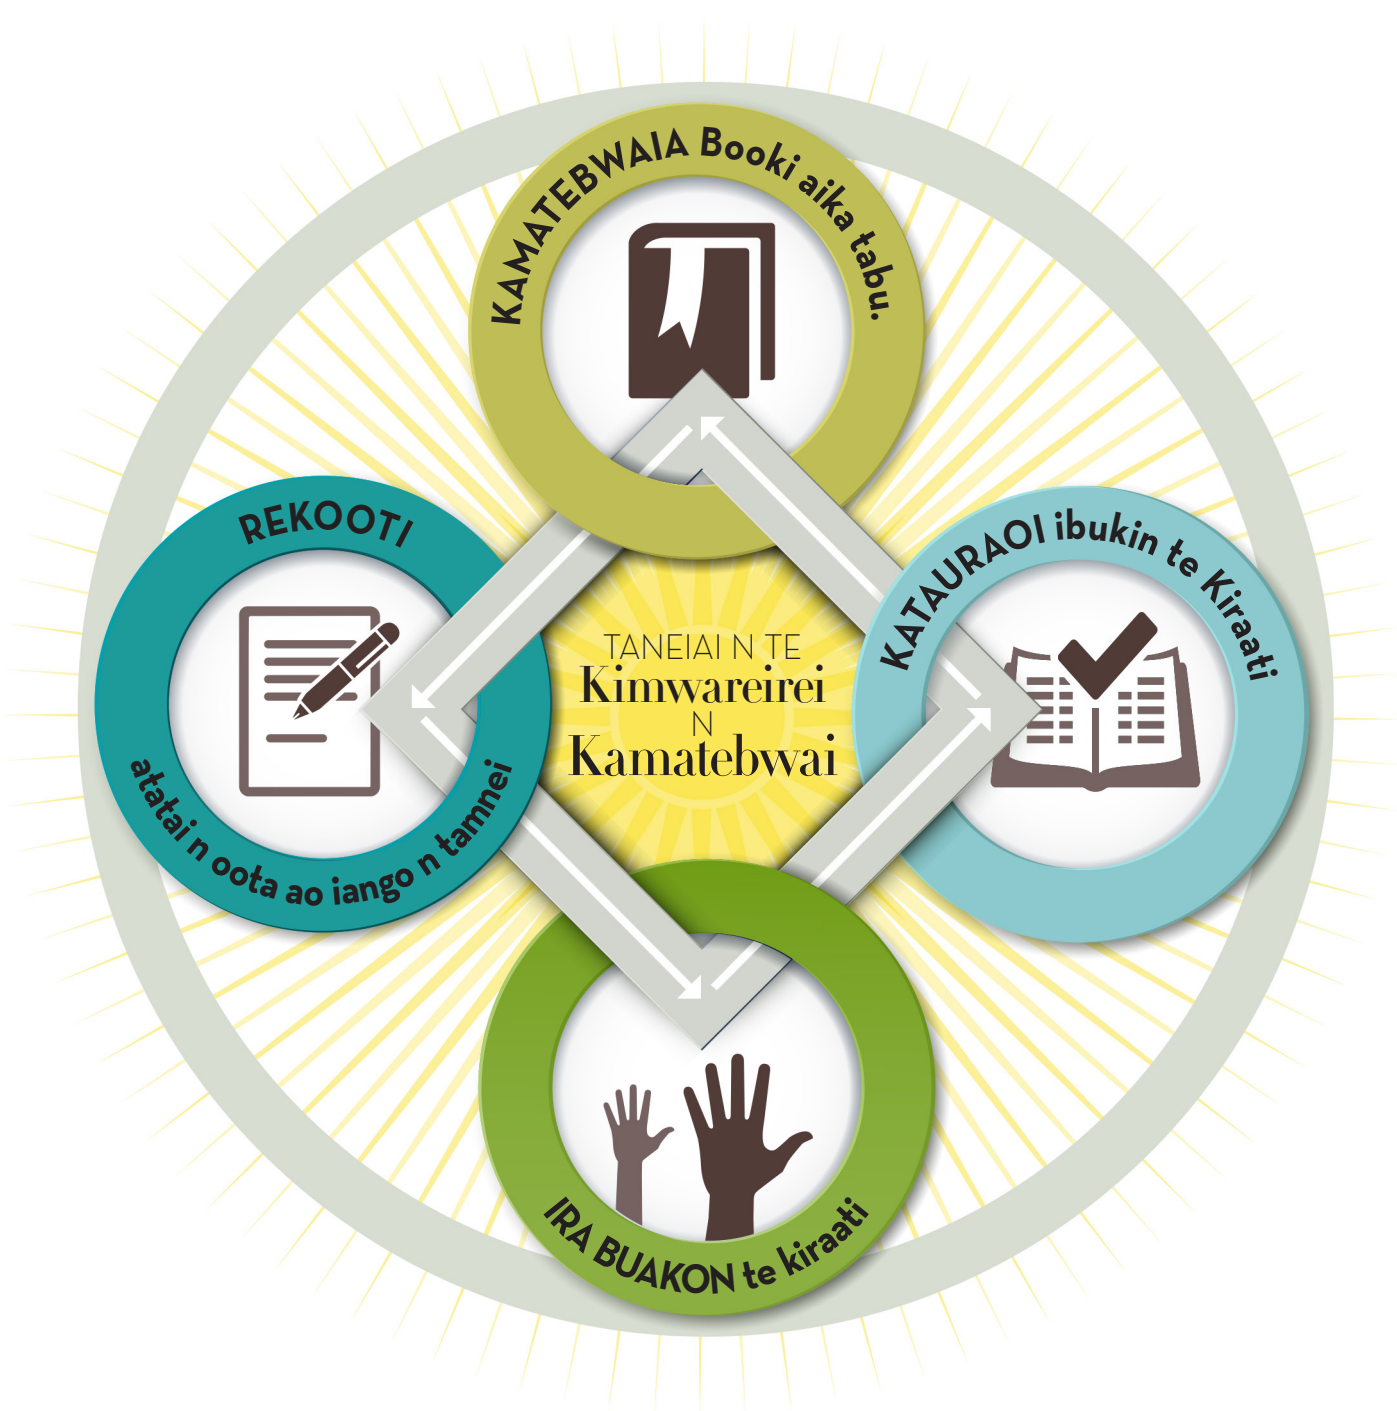 KAMATEBWAIA Booki aika tabu.
REKOOTI
atatai n oota ao iango n tamnei
KATAURAOI ibukin te Kiraati
TANEIAI N TE
Kimwareirei
N
Kamatebwai
IRA BUAKON te kiraati